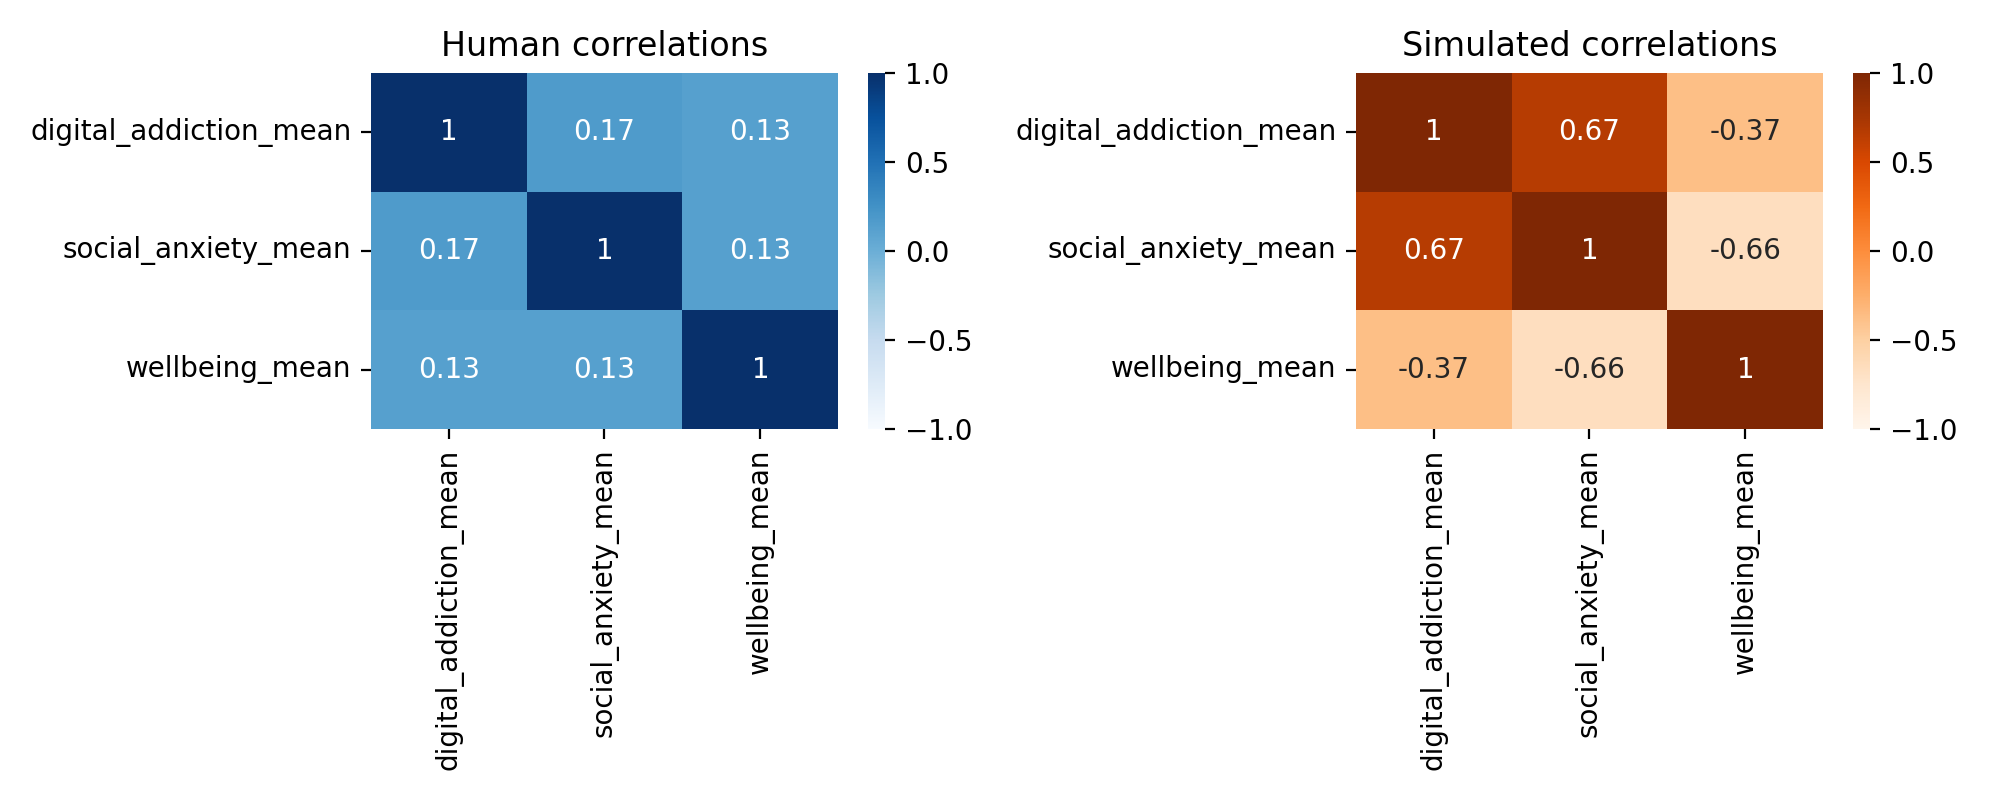 Human correlations
digital_addiction_mean
social_anxiety_mean
wellbeing_mean
1 0.17 0.13
0.17 1 0.13
0.13 0.13 1
digital_addiction_mean
social_anxiety_mean
wellbeing_mean
1.0
0.5
0.0
−0.5
−1.0
Simulated correlations
digital_addiction_mean
social_anxiety_mean
wellbeing_mean
1 0.67 -0.37
0.67 1 -0.66
-0.37 -0.66 1
digital_addiction_mean
social_anxiety_mean
wellbeing_mean
1.0
0.5
0.0
−0.5
−1.0